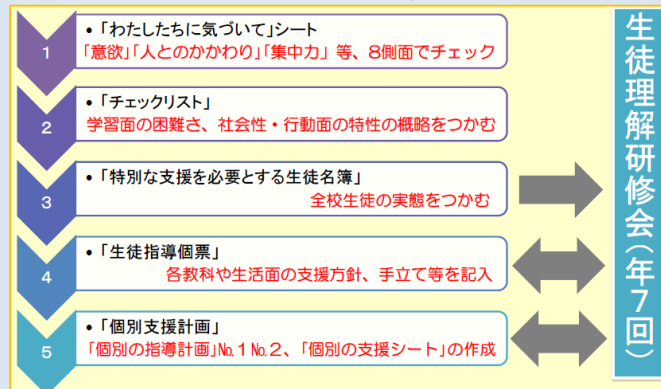 1
• 「わたしたちに気づいて」シート
「意欲」「人とのかかわり」「集中力」 等、8側面でチェック
2
• 「チェックリスト」
学習面の困難さ、社会性・行動面の特性の概略をつかむ
3
• 「特別な支援を必要とする生徒名簿」
全校生徒の実態をつかむ
4
• 「生徒指導個票」
各教科や生活面の支援方針、手立て等を記入
5
• 「個別支援計画」
「個別の指導計画」№1 №2、「個別の支援シート」の作成
生徒理解研修会(年7回)